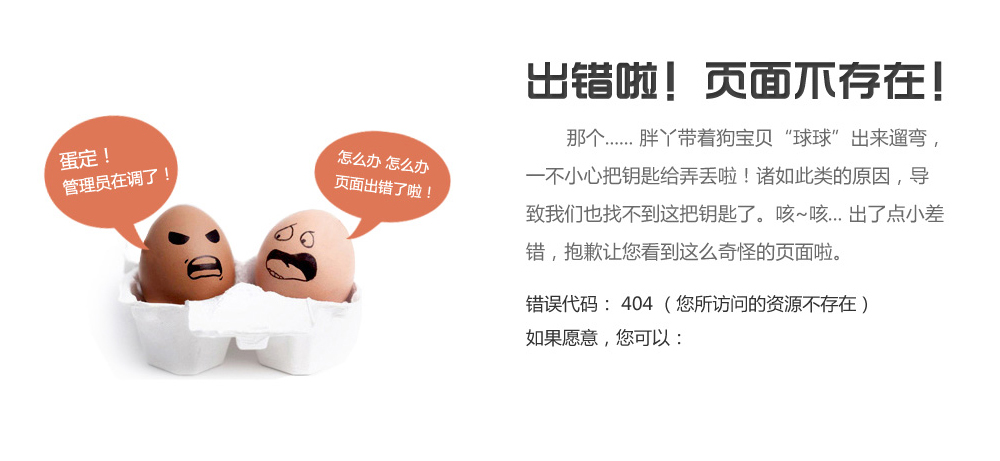 出错啦！页面不存在！
蛋定！
管理员在调了！
怎么办 怎么办
页面出错了啦！
那个...... 胖丫带着狗宝贝“球球”出来遛弯，
一不小心把钥匙给弄丢啦！诸如此类的原因，导
致我们也找不到这把钥匙了。咳~咳... 出了点小差
错，抱歉让您看到这么奇怪的页面啦。
错误代码： 404 （ 您所访问的资源不存在 ）
如果愿意，您可以：